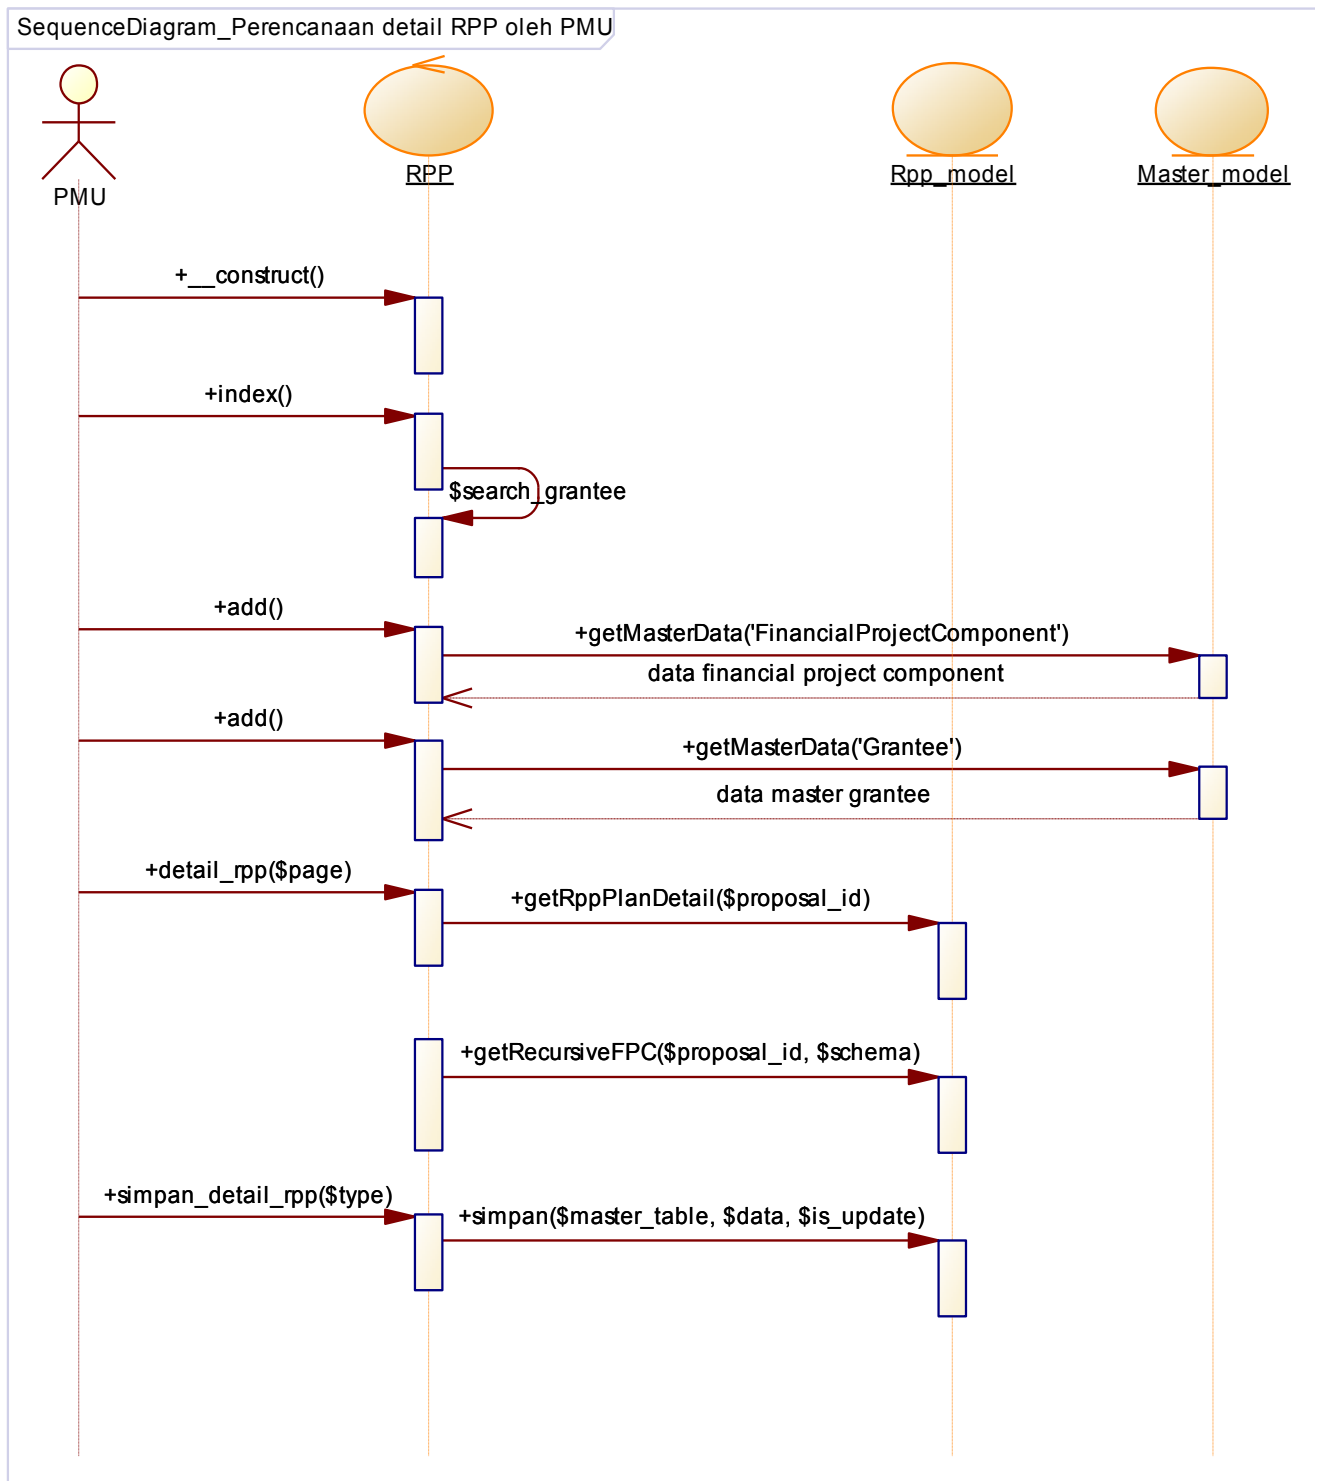 SequenceDiagram_Perencanaan detail RPP oleh PMU
PMU
RPP
Rpp_model
Master_model
+__construct()
+index()
$search_grantee
+add()
+getMasterData('FinancialProjectComponent')
data financial project component
+add()
+getMasterData('Grantee')
data master grantee
+detail_rpp($page)
+getRppPlanDetail($proposal_id)
+getRecursiveFPC($proposal_id, $schema)
+simpan_detail_rpp($type)
+simpan($master_table, $data, $is_update)